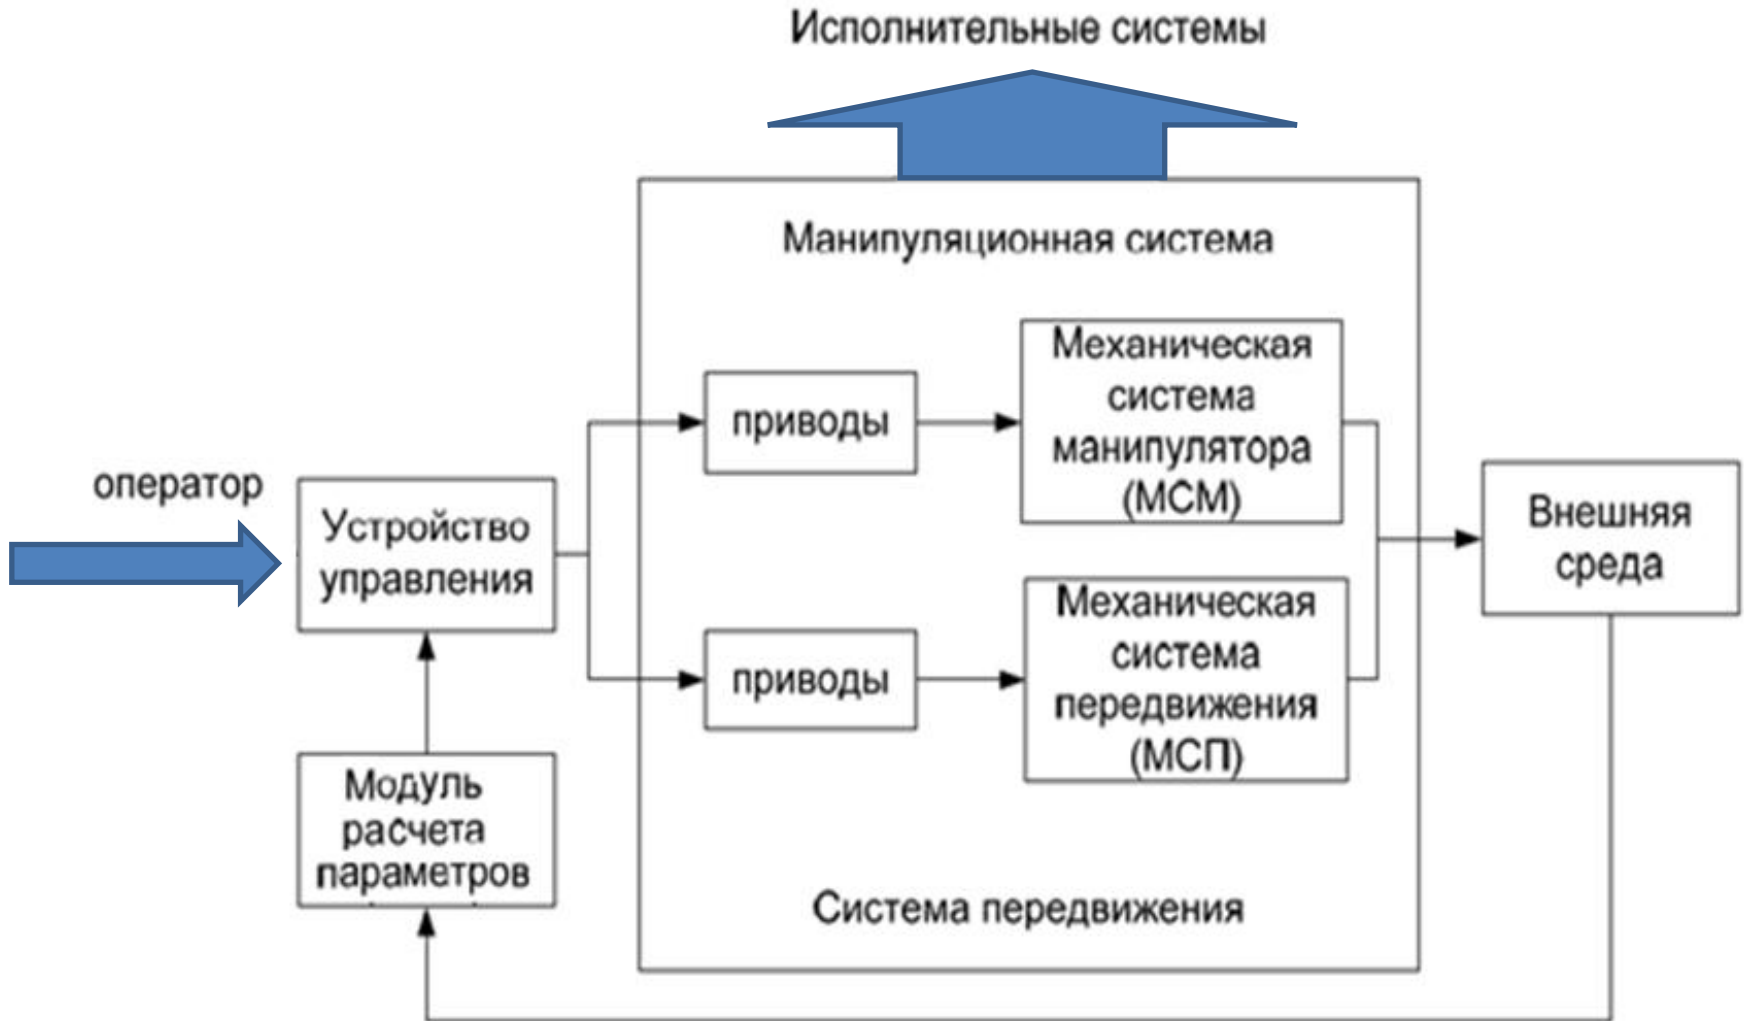 Исполнительные системы
Манипуляционная система
Механическая
система
манипулятора
(МСМ)
приводы
оператор
Устройство
управления
Внешняя
среда
Механическая
система
передвижения
(МСП)
приводы
Модуль
расчета
параметров
Система передвижения